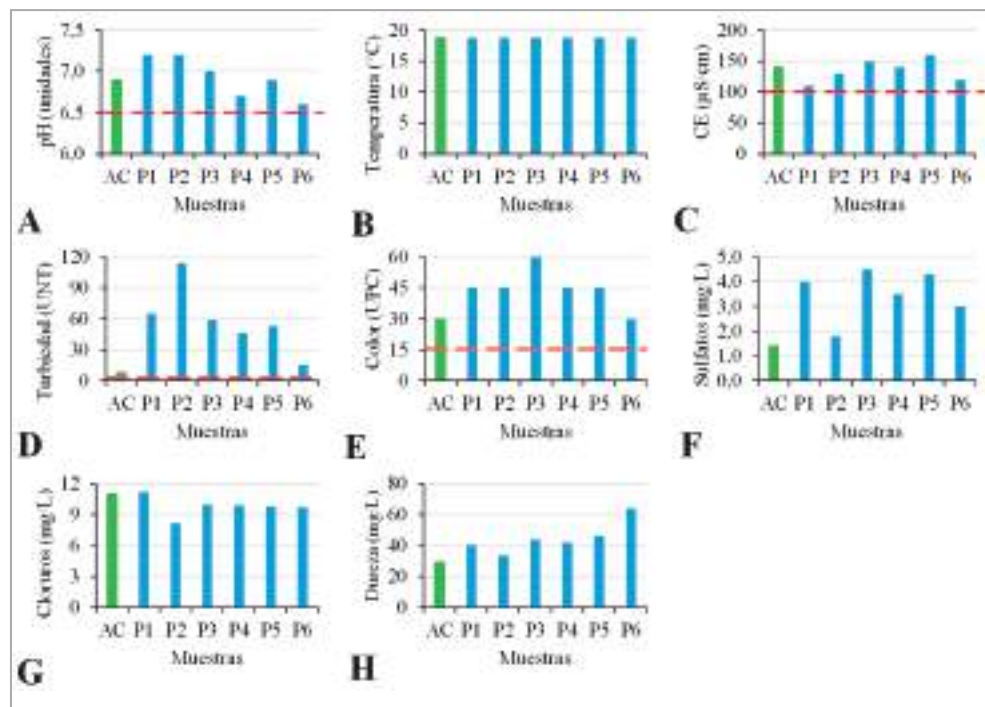 pH (unidades)
7,5
7,0
6,5
6,0
AC P1 P2 P3 P4 P5 P6
Muestras
A
Temperatura (°C)
20
15
10
5
0
AC P1 P2 P3 P4 P5 P6
Muestras
B
CE (µS·cm)
200
150
100
50
0
AC P1 P2 P3 P4 P5 P6
Muestras
C
Turbiedad (UNT)
120
90
60
30
0
AC P1 P2 P3 P4 P5 P6
Muestras
D
Color (UPC)
60
45
30
15
0
AC P1 P2 P3 P4 P5 P6
Muestras
E
Sulfatos (mg/L)
5,0
4,0
3,0
2,0
1,0
0,0
AC P1 P2 P3 P4 P5 P6
Muestras
F
Cloruros (mg/L)
12
9
6
3
0
AC P1 P2 P3 P4 P5 P6
Muestras
G
Dureza (mg/L)
80
60
40
20
0
AC P1 P2 P3 P4 P5 P6
Muestras
H